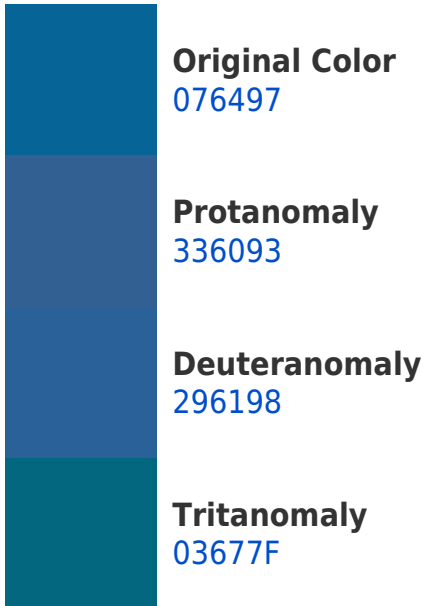 Original Color
076497
Protanomaly
336093
Deuteranomaly
296198
Tritanomaly
03677F